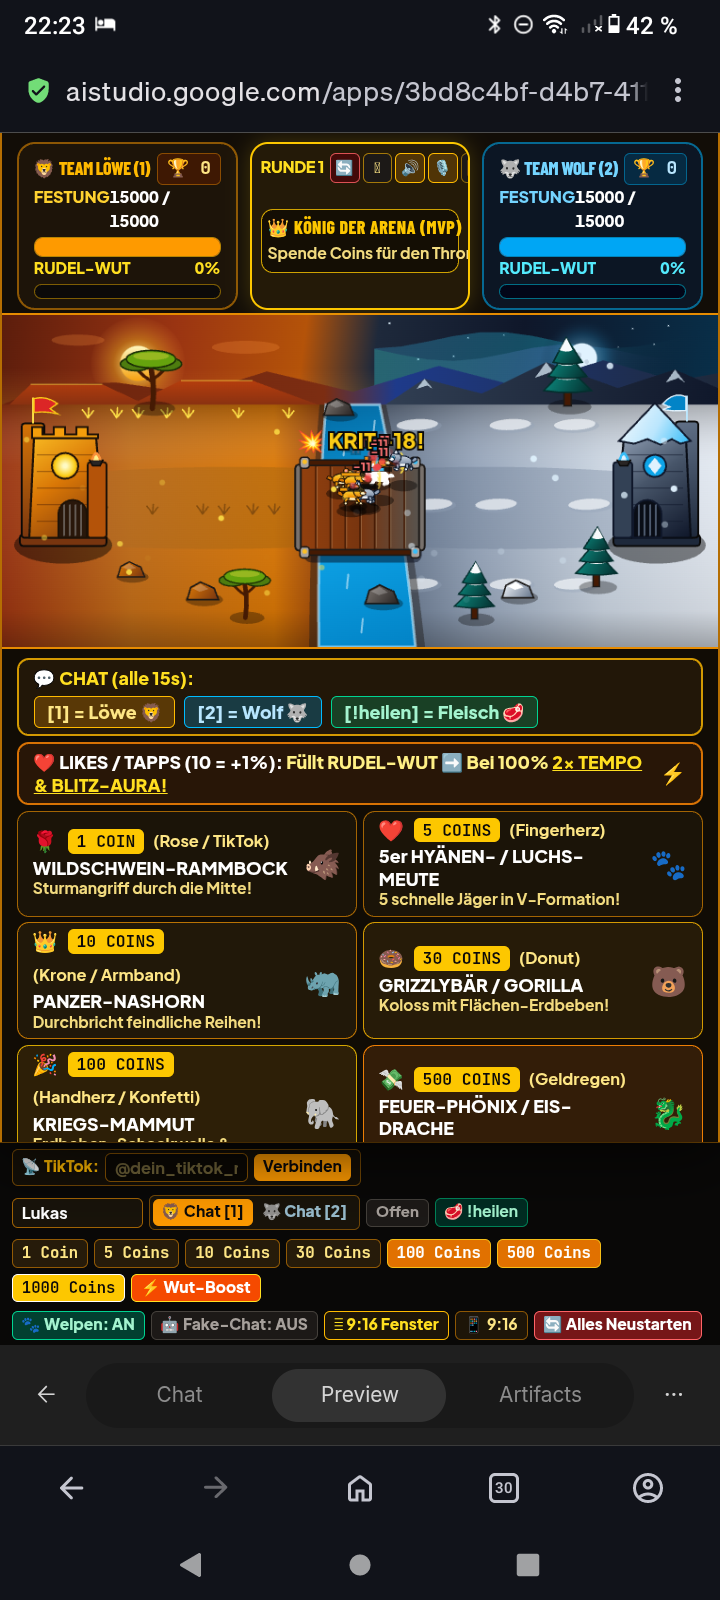 22:23
42 %
aistudio.google.com/apps/3bd8c4bf-d4b7-411
TEAM LÖWE (1) 0
FESTUNG 15000 /
15000
RUDEL-WUT 0%
RUNDE 1
KÖNIG DER ARENA (MVP)
Spende Coins für den Thron
TEAM WOLF (2) 0
FESTUNG 15000 /
15000
RUDEL-WUT 0%
CHAT (alle 15s):
[1] = Löwe [2] = Wolf [!heilen] = Fleisch
LIKES / TAPPS (10 = +1%): Füllt RUDEL-WUT Bei 100% 2x TEMPO
& BLITZ-AURA!
1 COIN (Rose / TikTok)
WILDSCHWEIN-RAMMBOCK
Sturmangriff durch die Mitte!
5 COINS (Fingerherz)
5er HYÄNEN- / LUCHS-
MEUTE
5 schnelle Jäger in V-Formation!
10 COINS
(Krone / Armband)
PANZER-NASHORN
Durchbricht feindliche Reihen!
30 COINS (Donut)
GRIZZLYBÄR / GORILLA
Koloss mit Flächen-Erdbeben!
100 COINS
(Handherz / Konfetti)
KRIEGS-MAMMUT
500 COINS (Geldregen)
FEUER-PHÖNIX / EIS-
DRACHE
TikTok: @dein_tiktok_ Verbinden
Lukas Chat [1] Chat [2] Offen !heilen
1 Coin 5 Coins 10 Coins 30 Coins 100 Coins 500 Coins
1000 Coins Wut-Boost
Welpen: AN Fake-Chat: AUS 9:16 Fenster 9:16 Alles Neustarten
Chat Preview Artifacts
30